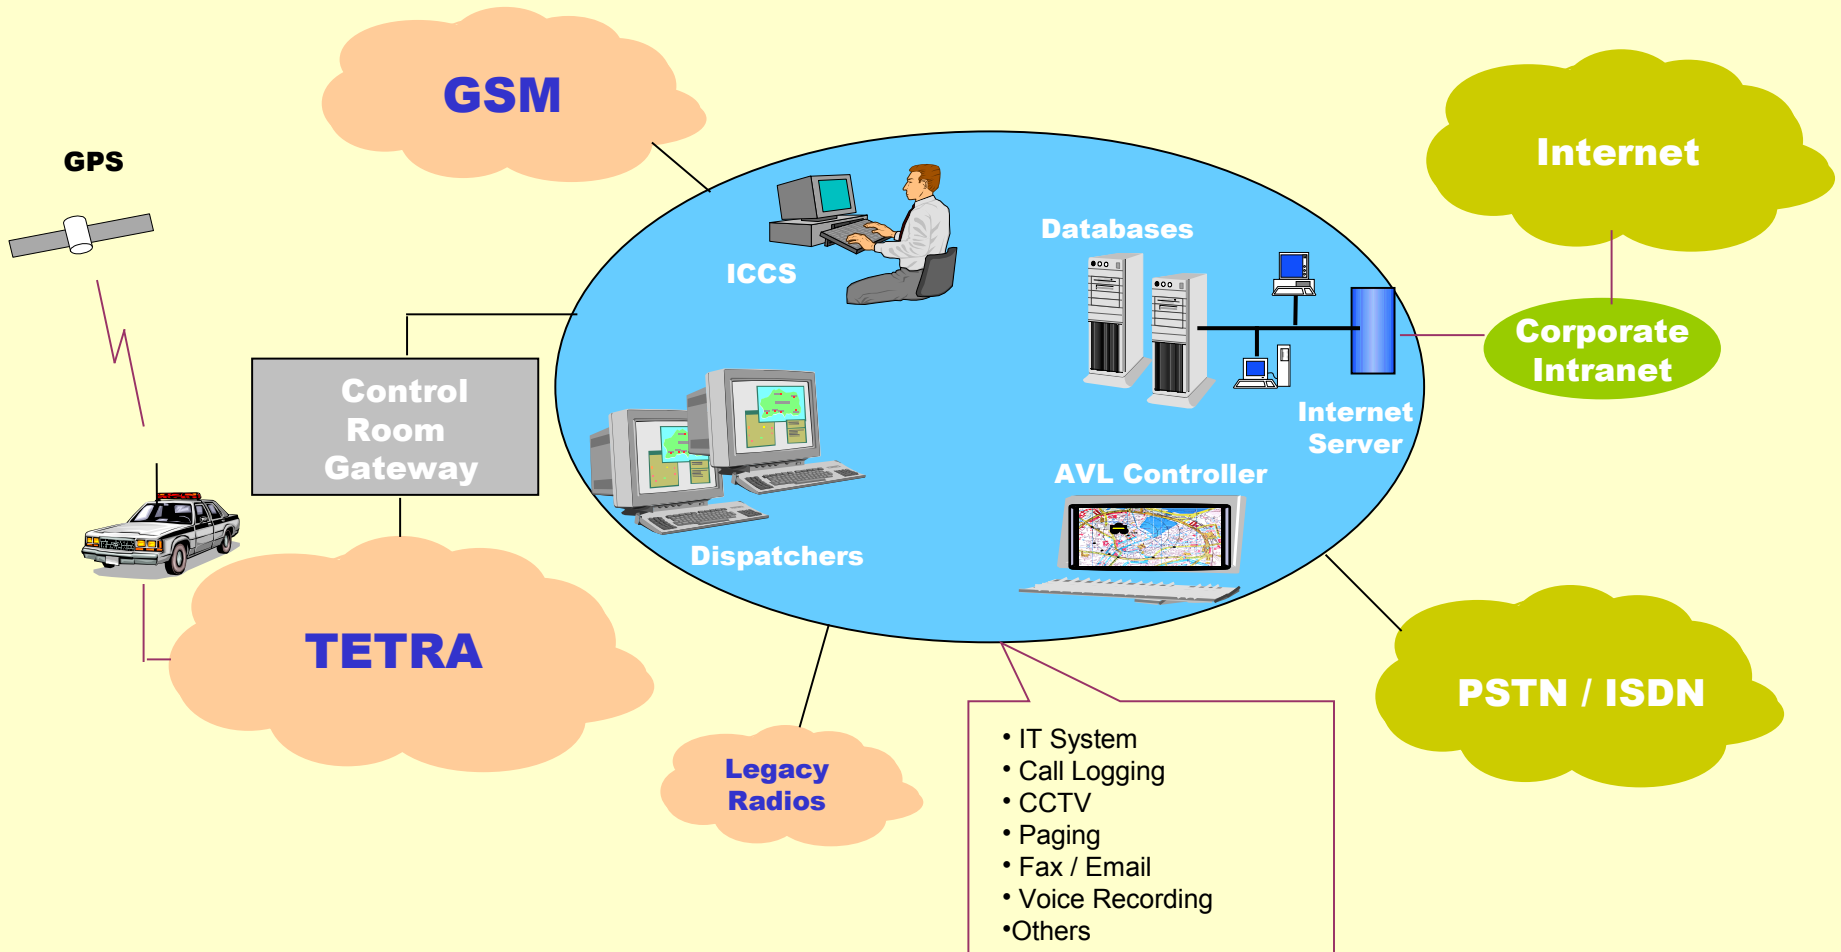 GSM
GPS
Internet
Databases
ICCS
Corporate
Intranet
Control
Room
Gateway
Internet
Server
AVL Controller
Dispatchers
TETRA
PSTN / ISDN
Legacy
Radios
• IT System
• Call Logging
• CCTV
• Paging
• Fax / Email
• Voice Recording
•Others